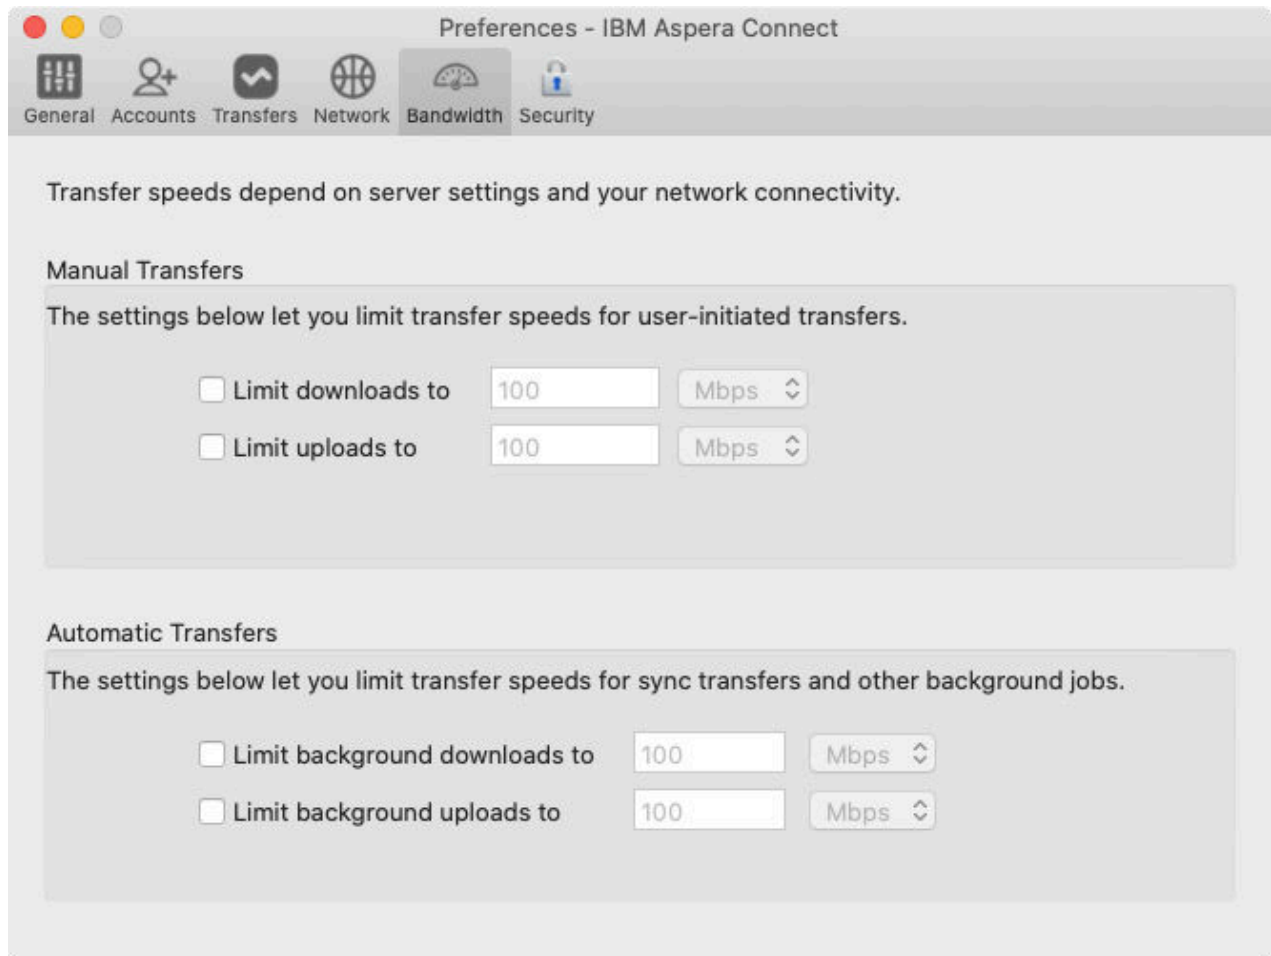 Preferences - IBM Aspera Connect
General Accounts Transfers Network Bandwidth Security
Transfer speeds depend on server settings and your network connectivity.
Manual Transfers
The settings below let you limit transfer speeds for user-initiated transfers.
Limit downloads to 100 Mbps
Limit uploads to 100 Mbps
Automatic Transfers
The settings below let you limit transfer speeds for sync transfers and other background jobs.
Limit background downloads to 100 Mbps
Limit background uploads to 100 Mbps